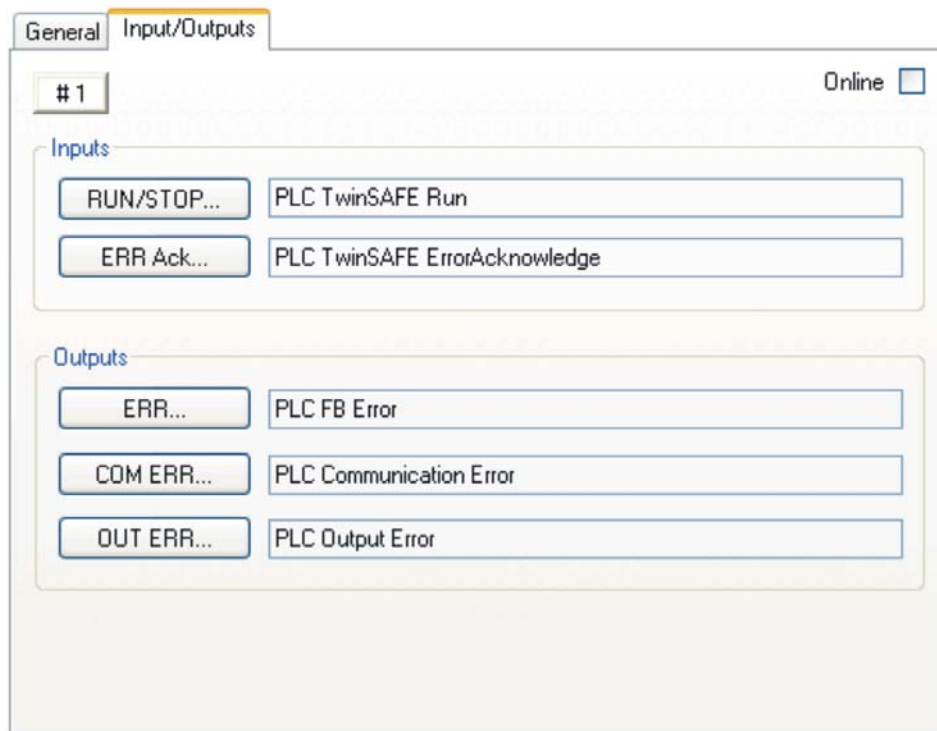 General Input/Outputs
#1 Online
Inputs
RUN/STOP... PLC TwinSAFE Run
ERR Ack... PLC TwinSAFE ErrorAcknowledge
Outputs
ERR... PLC FB Error
COM ERR... PLC Communication Error
OUT ERR... PLC Output Error